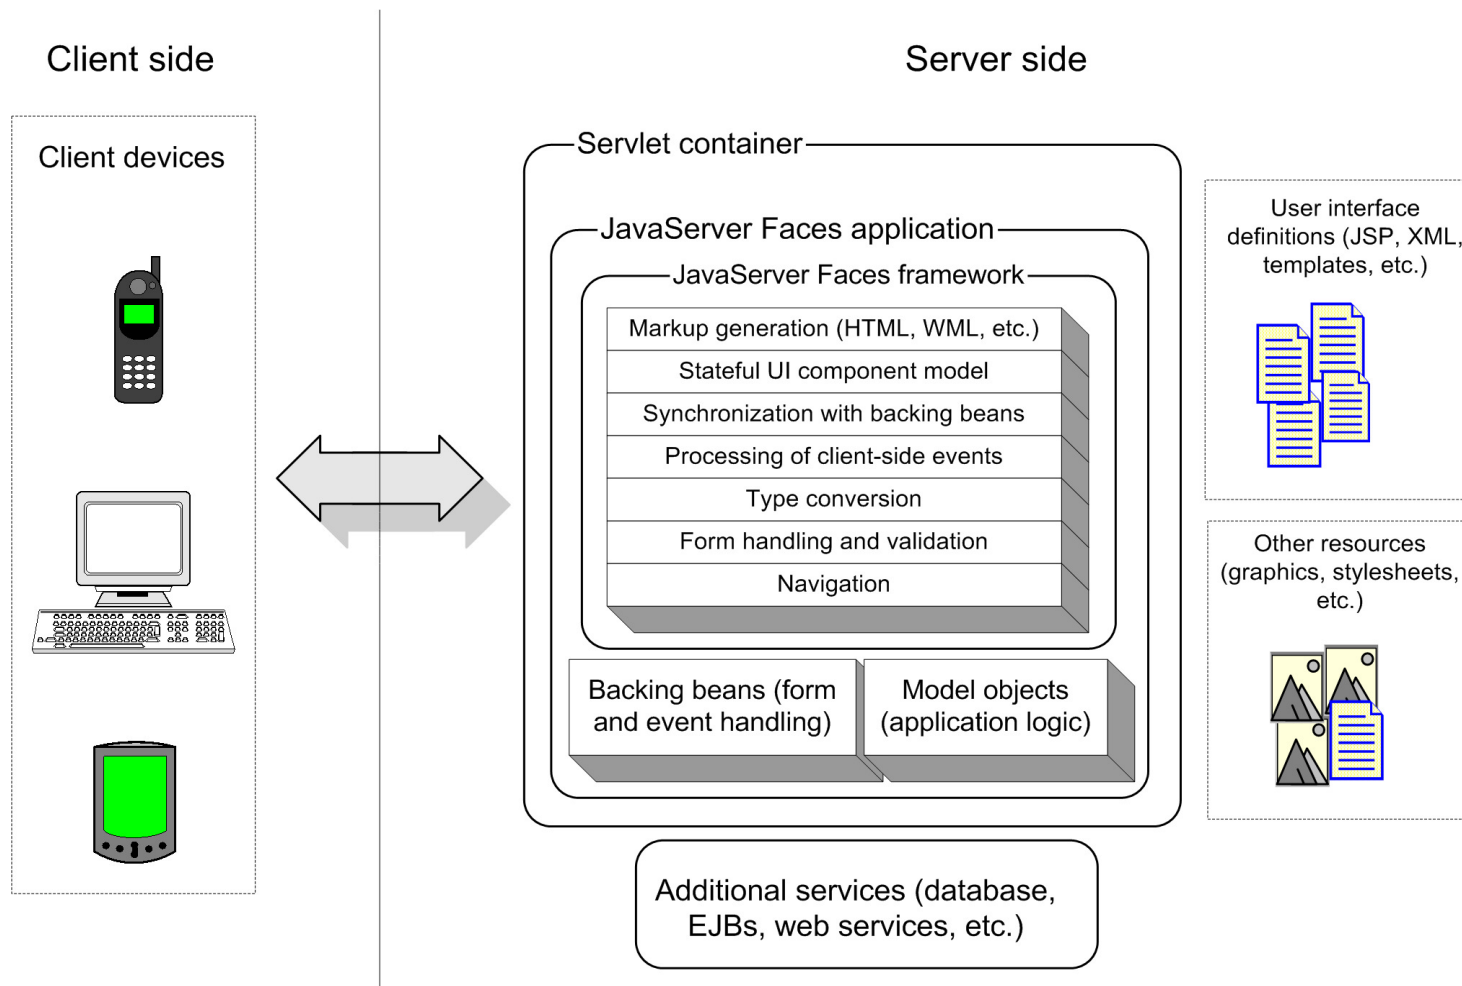 Client side
Client devices
Server side
Servlet container
JavaServer Faces application
JavaServer Faces framework
Markup generation (HTML, WML, etc.)
Stateful UI component model
Synchronization with backing beans
Processing of client-side events
Type conversion
Form handling and validation
Navigation
Backing beans (form
and event handling)
Model objects
(application logic)
Additional services (database,
EJBs, web services, etc.)
User interface
definitions (JSP, XML,
templates, etc.)
Other resources
(graphics, stylesheets,
etc.)